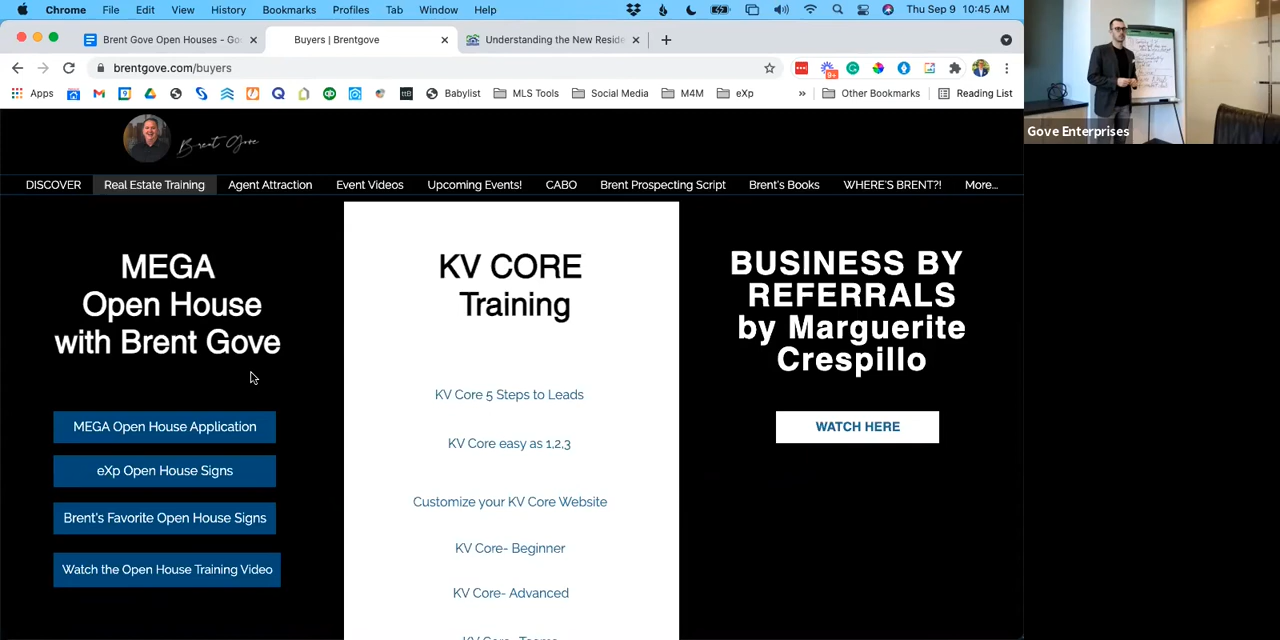 Chrome File Edit View History Bookmarks Profiles Tab Window Help Thu Sep 9 10:45 AM
Brent Gove Open Houses - Go
Buyers | Brentgove
Understanding the New Reside
brentgove.com/buyers
9+
Apps
Babylist
MLS Tools
Social Media
M4M
eXp
»
Other Bookmarks
Reading List
Brent Gove
DISCOVER Real Estate Training Agent Attraction Event Videos Upcoming Events! CABO Brent Prospecting Script Brent's Books WHERE'S BRENT?! More...
MEGA
Open House
with Brent Gove
MEGA Open House Application
eXp Open House Signs
Brent's Favorite Open House Signs
Watch the Open House Training Video
KV CORE
Training
KV Core 5 Steps to Leads
KV Core easy as 1,2,3
Customize your KV Core Website
KV Core- Beginner
KV Core- Advanced
KV Core- Teams
BUSINESS BY
REFERRALS
by Marguerite
Crespillo
WATCH HERE
Gove Enterprises